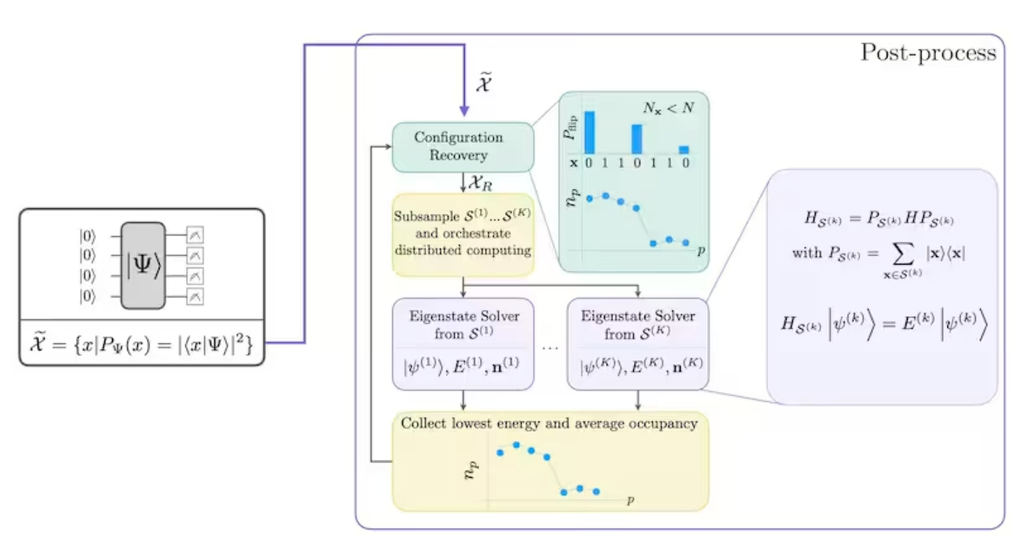 Post-process
𝒳̃
Configuration
Recovery
𝒳_R
N_𝐱 < N
P_flip
𝐱 0 1 1 0 1 1 0
n_p
p
Subsample 𝒮^(1)...𝒮^(K)
and orchestrate
distributed computing
|0⟩
|0⟩
|0⟩
|0⟩
|Ψ⟩
𝒳̃ = {x|P_Ψ(x) = |⟨x|Ψ⟩|²}
Eigenstate Solver
from 𝒮^(1)
|ψ^(1)⟩, E^(1), 𝐧^(1)
...
Eigenstate Solver
from 𝒮^(K)
|ψ^(K)⟩, E^(K), 𝐧^(K)
H_𝒮^(k) = P_𝒮^(k) H P_𝒮^(k)
with P_𝒮^(k) = ∑_{𝐱∈𝒮^(k)} |𝐱⟩⟨𝐱|
H_𝒮^(k) |ψ^(k)⟩ = E^(k) |ψ^(k)⟩
Collect lowest energy and average occupancy
n_p
p